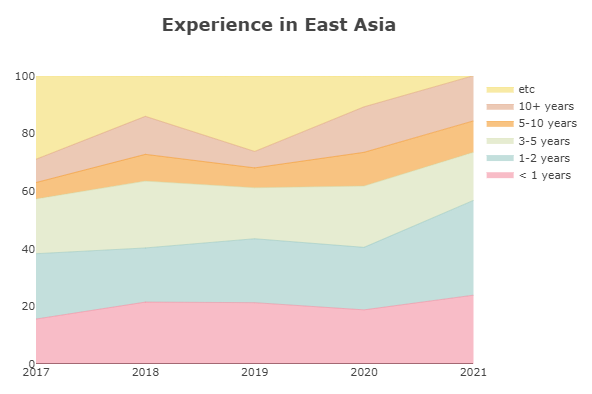 Experience in East Asia
100
80
60
40
20
0
2017 2018 2019 2020 2021
etc
10+ years
5-10 years
3-5 years
1-2 years
< 1 years